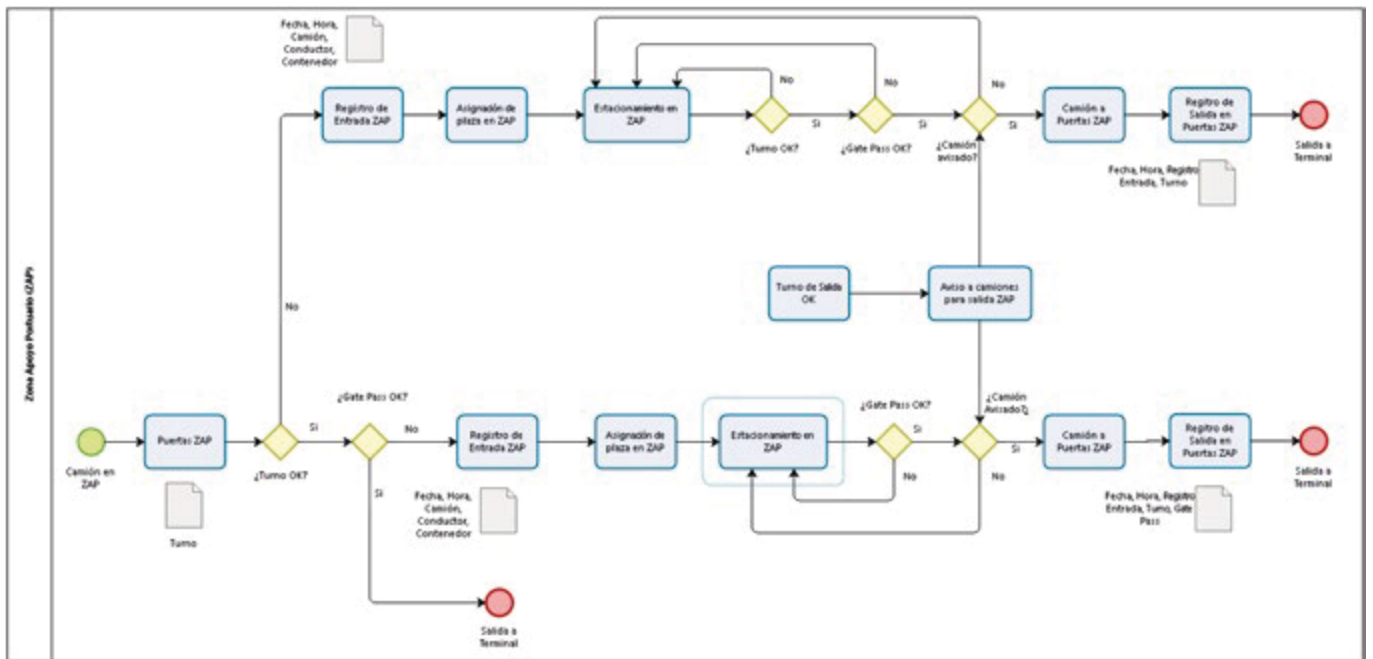 Zona Apoyo Portuario (ZAP)
Fecha, Hora,
Camión,
Conductor,
Contenedor
Registro de
Entrada ZAP
Asignación de
plaza en ZAP
Estacionamiento en
ZAP
No
No
No
Si
Si
Si
¿Turno OK?
¿Gate Pass OK?
¿Camión
avisado?
Camión a
Puertas ZAP
Regitro de
Salida en
Puertas ZAP
Salida a
Terminal
Fecha, Hora, Registro
Entrada, Turno
No
Turno de Salida
OK
Aviso a camiones
para salida ZAP
Camión en
ZAP
Puertas ZAP
Turno
¿Turno OK?
Si
¿Gate Pass OK?
No
Si
Registro de
Entrada ZAP
Fecha, Hora,
Camión,
Conductor,
Contenedor
Asignación de
plaza en ZAP
Estacionamiento en
ZAP
¿Gate Pass OK?
Si
No
¿Camión
Avisado?¿
Si
No
Camión a
Puertas ZAP
Regitro de
Salida en
Puertas ZAP
Fecha, Hora, Registro
Entrada, Turno, Gate
Pass
Salida a
Terminal
Salida a
Terminal